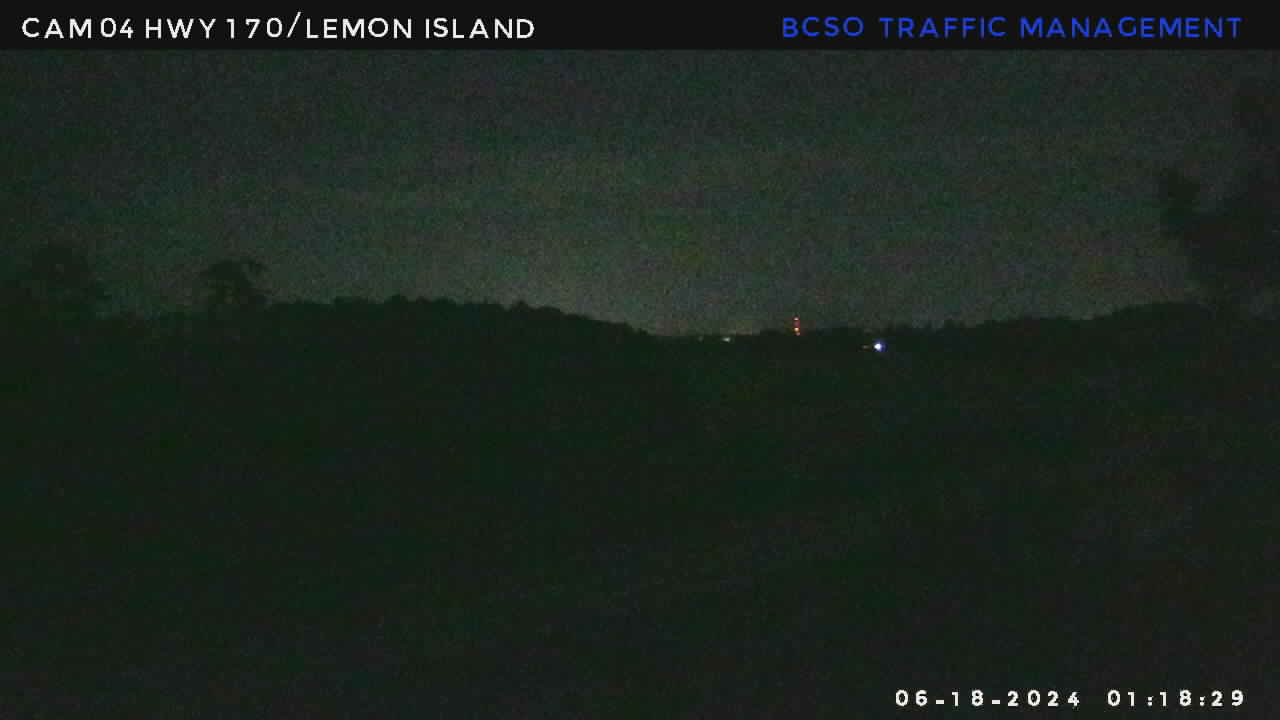 CAM04 HWY 170/LEMON ISLAND
BCSO TRAFFIC MANAGEMENT
06-18-2024 01:18:29